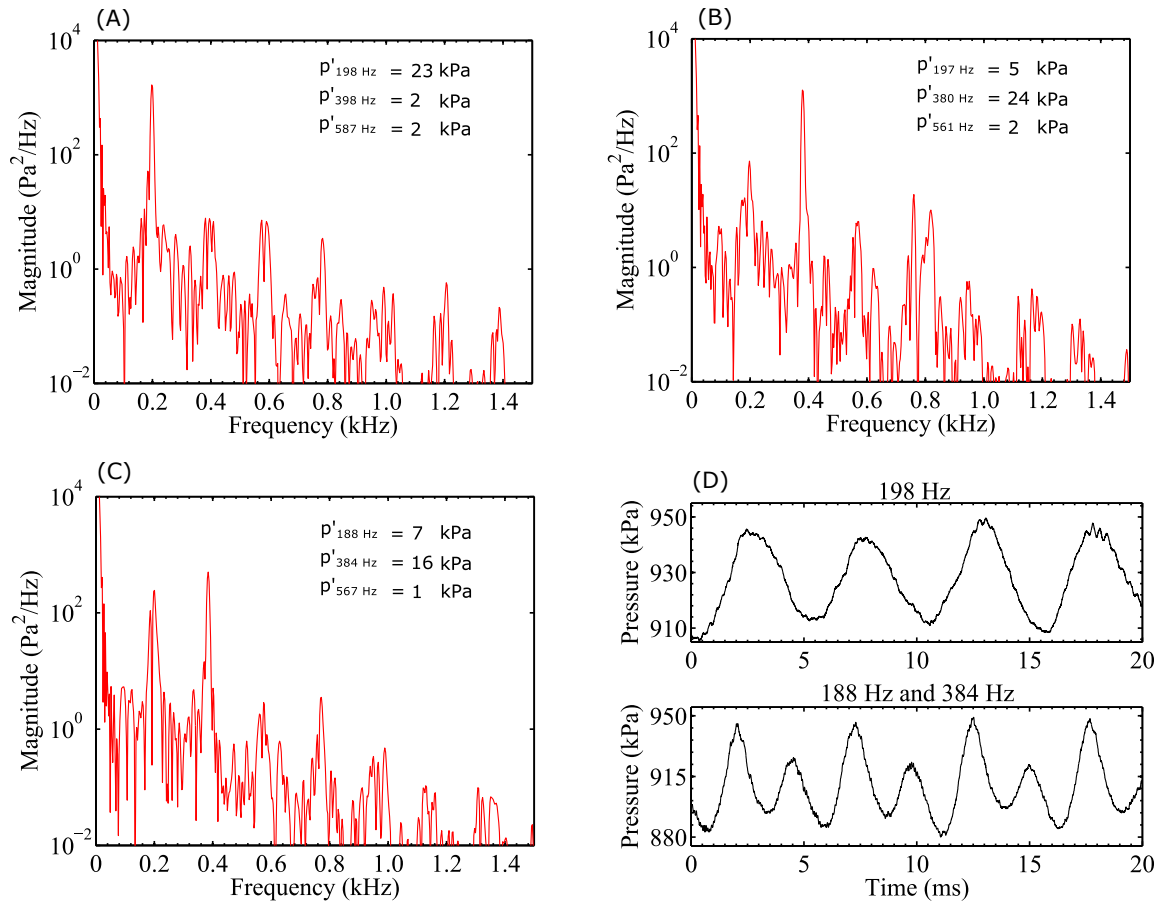 (A)
10^4
10^2
10^0
10^-2
Magnitude (Pa^2/Hz)
p'198 Hz = 23 kPa
p'398 Hz = 2 kPa
p'587 Hz = 2 kPa
0 0.2 0.4 0.6 0.8 1.0 1.2 1.4
Frequency (kHz)
(B)
10^4
10^2
10^0
10^-2
Magnitude (Pa^2/Hz)
p'197 Hz = 5 kPa
p'380 Hz = 24 kPa
p'561 Hz = 2 kPa
0 0.2 0.4 0.6 0.8 1.0 1.2 1.4
Frequency (kHz)
(C)
10^4
10^2
10^0
10^-2
Magnitude (Pa^2/Hz)
p'188 Hz = 7 kPa
p'384 Hz = 16 kPa
p'567 Hz = 1 kPa
0 0.2 0.4 0.6 0.8 1.0 1.2 1.4
Frequency (kHz)
(D)
198 Hz
950
930
910
Pressure (kPa)
0 5 10 15 20
188 Hz and 384 Hz
950
915
880
Pressure (kPa)
0 5 10 15 20
Time (ms)